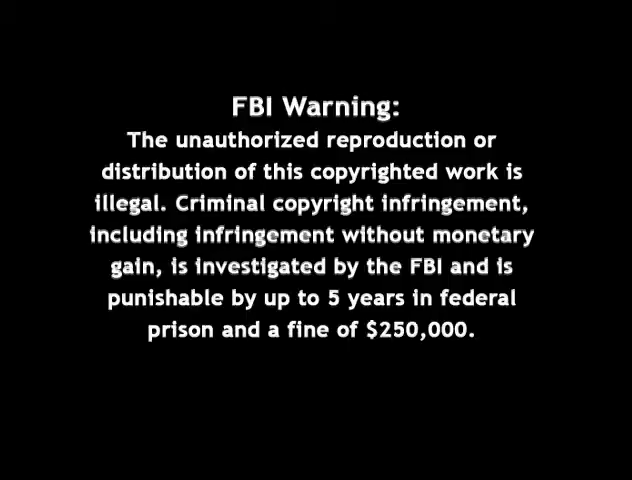 FBI Warning:
The unauthorized reproduction or
distribution of this copyrighted work is
illegal. Criminal copyright infringement,
including infringement without monetary
gain, is investigated by the FBI and is
punishable by up to 5 years in federal
prison and a fine of $250,000.